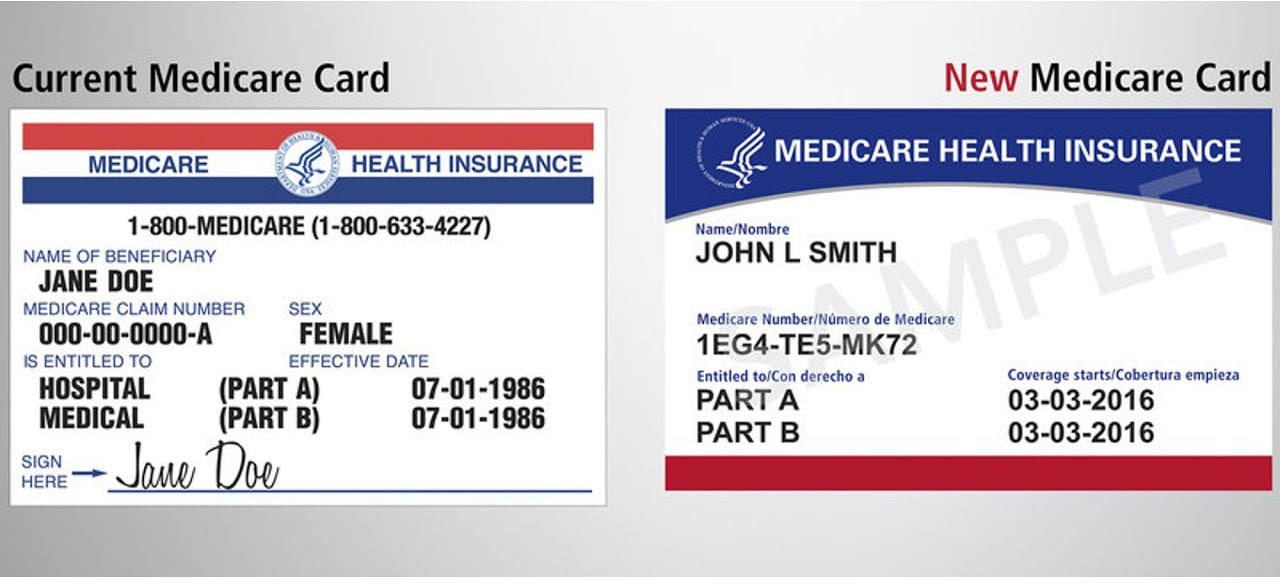 Current Medicare Card
MEDICARE HEALTH INSURANCE
1-800-MEDICARE (1-800-633-4227)
NAME OF BENEFICIARY
JANE DOE
MEDICARE CLAIM NUMBER SEX
000-00-0000-A FEMALE
IS ENTITLED TO EFFECTIVE DATE
HOSPITAL (PART A) 07-01-1986
MEDICAL (PART B) 07-01-1986
SIGN
HERE
Jane Doe
New Medicare Card
MEDICARE HEALTH INSURANCE
Name/Nombre
JOHN L SMITH
Medicare Number/Número de Medicare
1EG4-TE5-MK72
Entitled to/Con derecho a Coverage starts/Cobertura empieza
PART A 03-03-2016
PART B 03-03-2016
SAMPLE